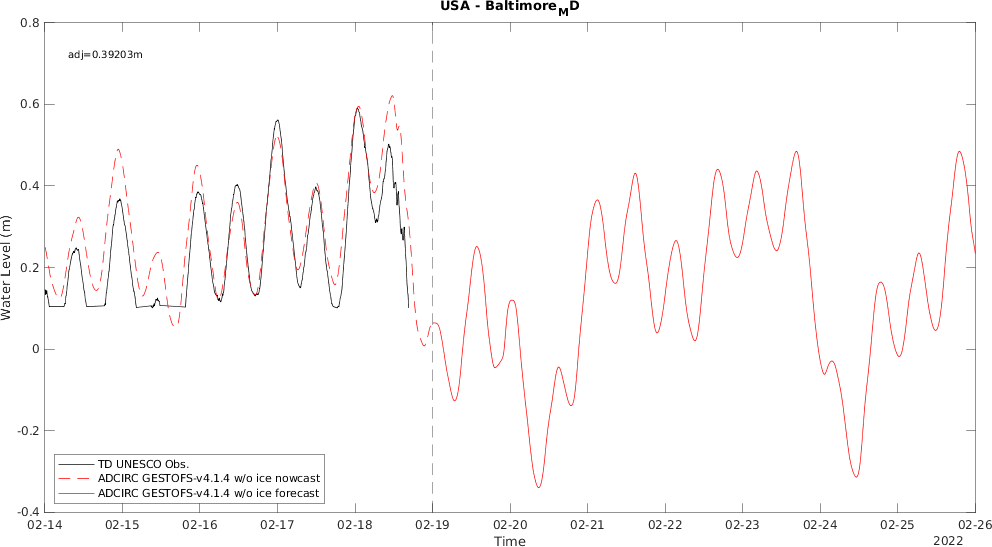 USA - Baltimore_MD
0.8
adj=0.39203m
0.6
0.4
0.2
0
-0.2
-0.4
Water Level (m)
TD UNESCO Obs.
ADCIRC GESTOFS-v4.1.4 w/o ice nowcast
ADCIRC GESTOFS-v4.1.4 w/o ice forecast
02-14 02-15 02-16 02-17 02-18 02-19 02-20 02-21 02-22 02-23 02-24 02-25 02-26
Time
2022